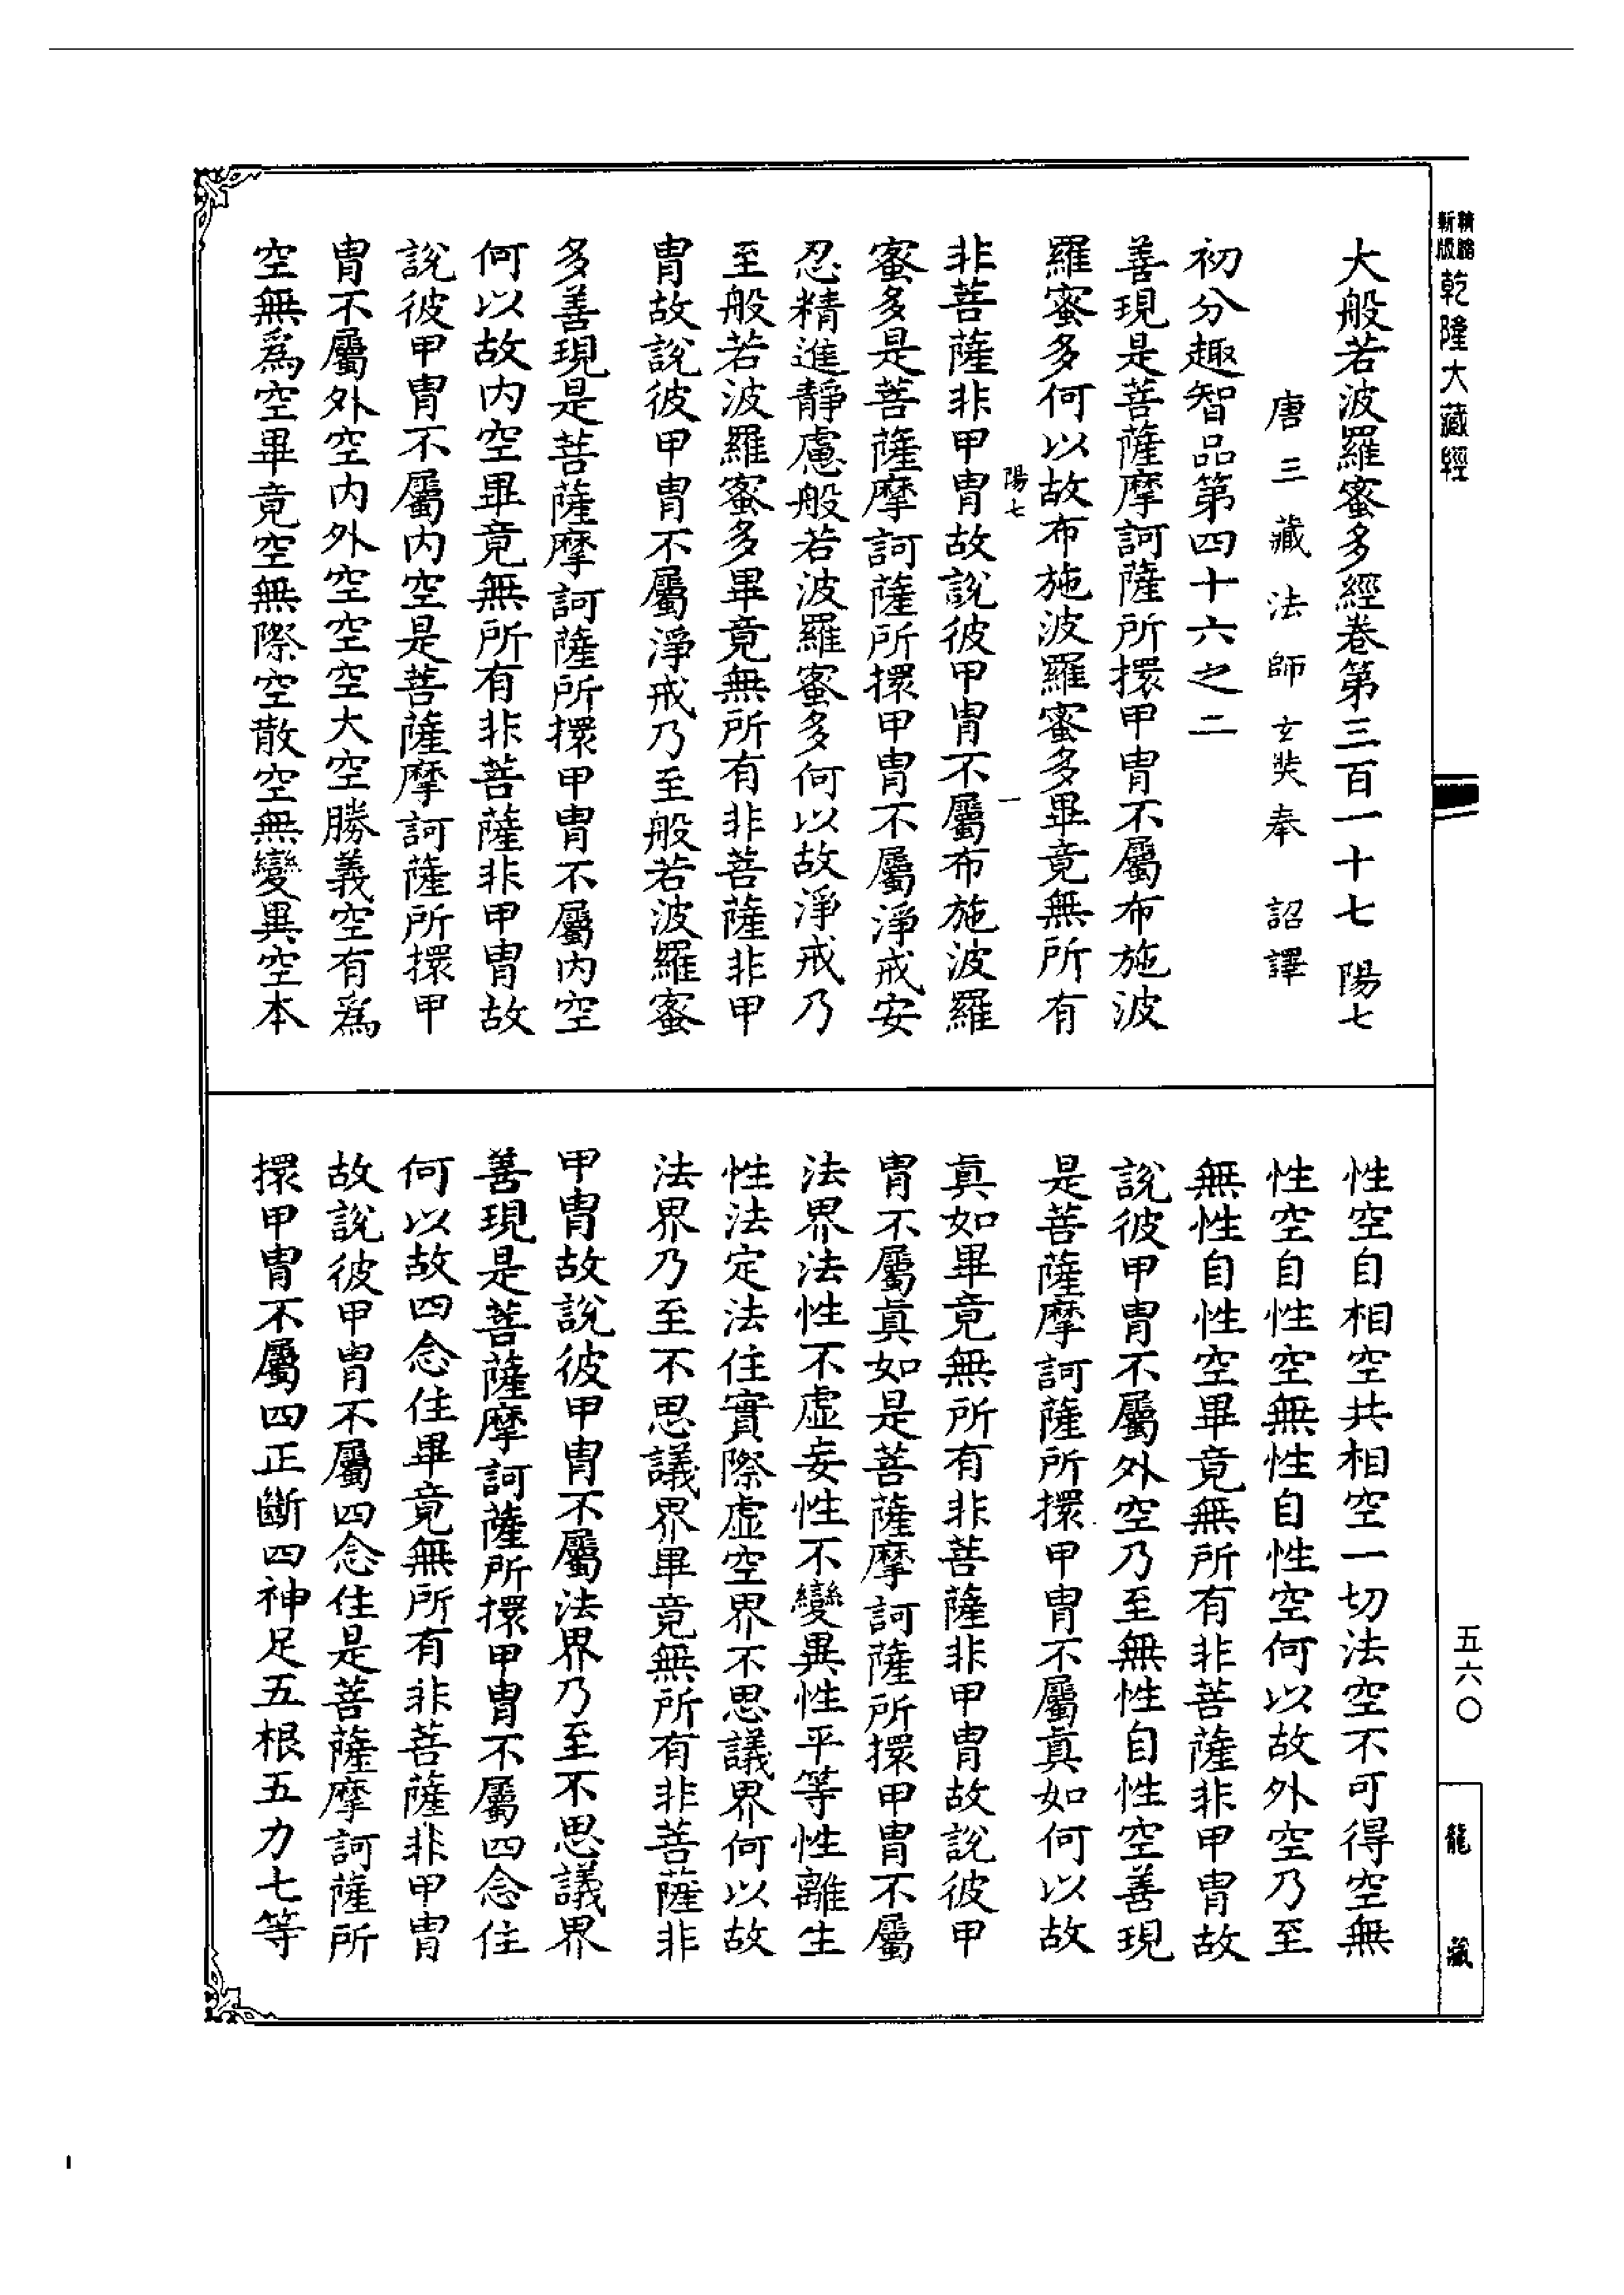 精縮
新版
乾隆大藏經
大般若波羅蜜多經卷第三百一十七 陽七
唐三藏法師玄奘奉 詔譯
初分趣智品第四十六之二
善現是菩薩摩訶薩所擐甲冑不屬布施波
羅蜜多何以故布施波羅蜜多畢竟無所有
陽七 一
非菩薩非甲冑故說彼甲冑不屬布施波羅
蜜多是菩薩摩訶薩所擐甲冑不屬淨戒安
忍精進靜慮般若波羅蜜多何以故淨戒乃
至般若波羅蜜多畢竟無所有非菩薩非甲
冑故說彼甲冑不屬淨戒乃至般若波羅蜜
多善現是菩薩摩訶薩所擐甲冑不屬內空
何以故內空畢竟無所有非菩薩非甲冑故
說彼甲冑不屬內空是菩薩摩訶薩所擐甲
冑不屬外空內外空空空大空勝義空有為
空無為空畢竟空無際空散空無變異空本
性空自相空共相空一切法空不可得空無
性空自性空無性自性空何以故外空乃至
無性自性空畢竟無所有非菩薩非甲冑故
說彼甲冑不屬外空乃至無性自性空善現
是菩薩摩訶薩所擐甲冑不屬真如何以故
真如畢竟無所有非菩薩非甲冑故說彼甲
冑不屬真如是菩薩摩訶薩所擐甲冑不屬
法界法性不虛妄性不變異性平等性離生
性法定法住實際虛空界不思議界何以故
法界乃至不思議界畢竟無所有非菩薩非
甲冑故說彼甲冑不屬法界乃至不思議界
善現是菩薩摩訶薩所擐甲冑不屬四念住
何以故四念住畢竟無所有非菩薩非甲冑
故說彼甲冑不屬四念住是菩薩摩訶薩所
擐甲冑不屬四正斷四神足五根五力七等
五六〇
龍藏